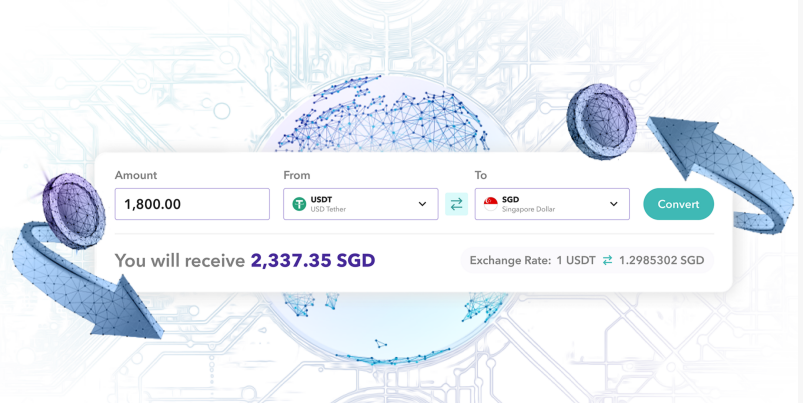 Amount
From
To
1,800.00
USDT
USD Tether
SGD
Singapore Dollar
Convert
You will receive 2,337.35 SGD
Exchange Rate: 1 USDT ⇄ 1.2985302 SGD